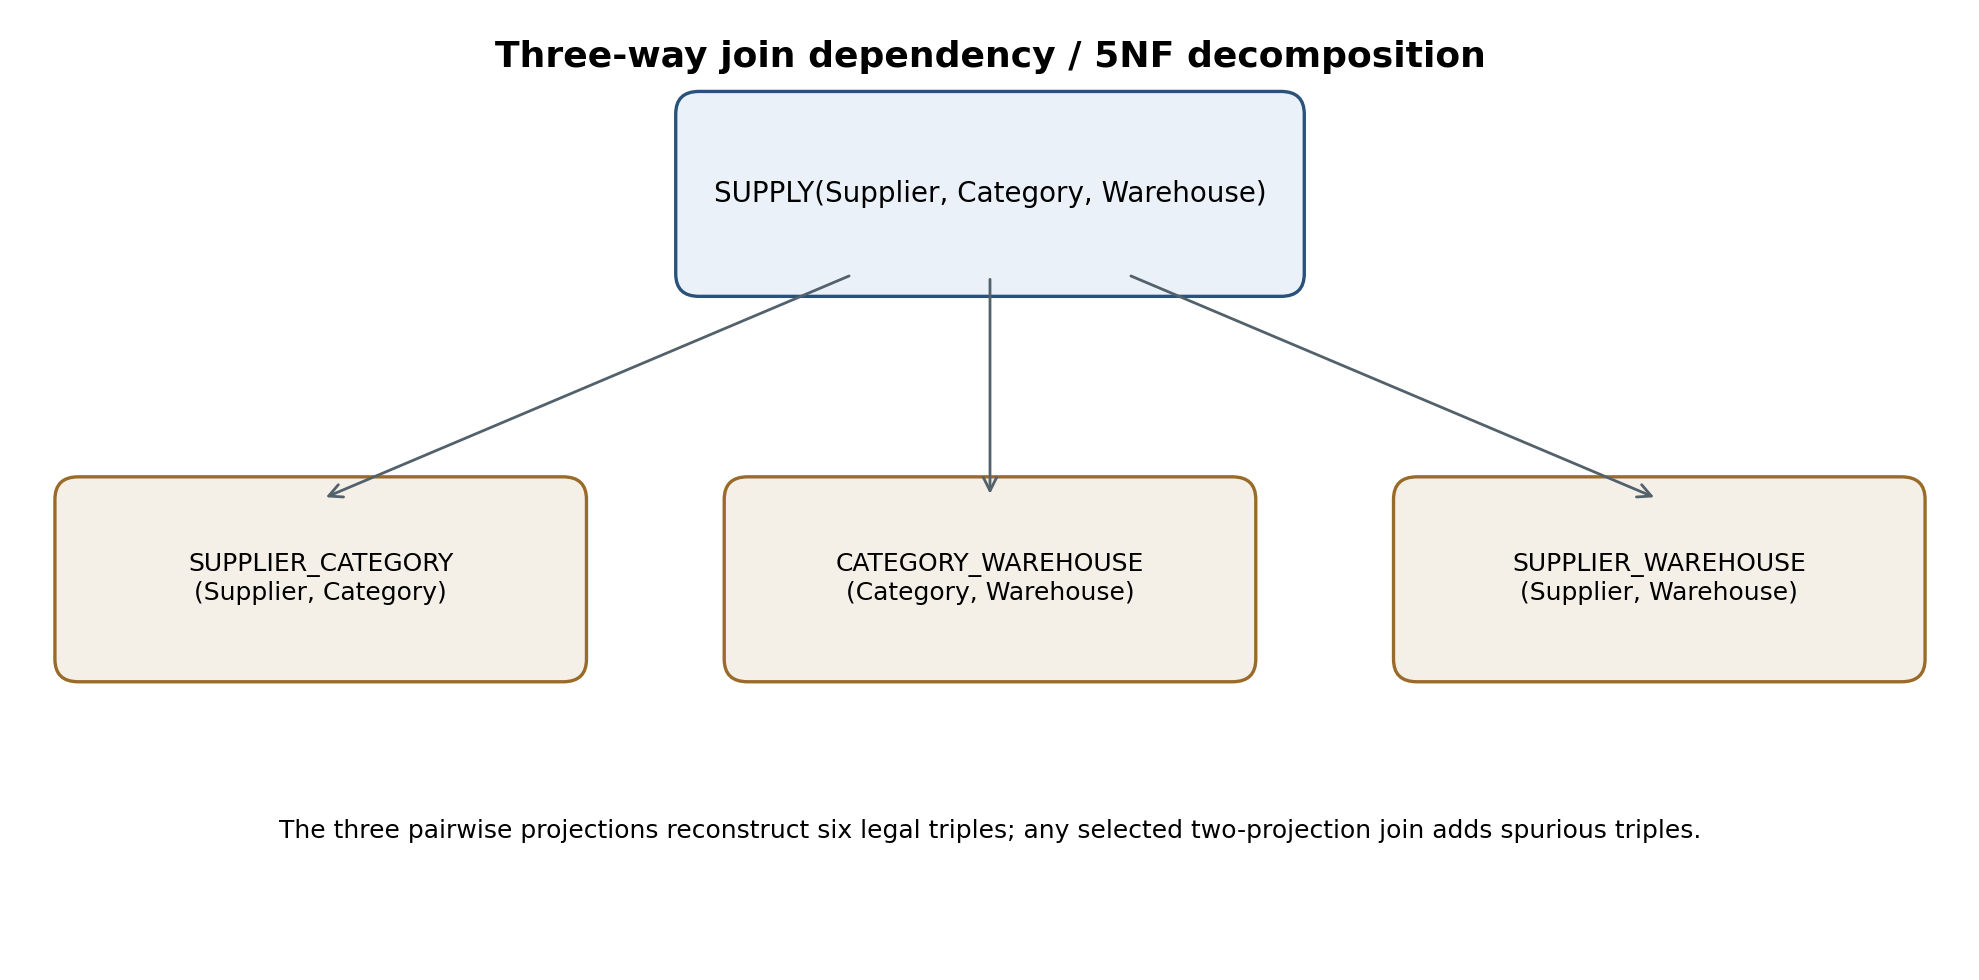 Three-way join dependency / 5NF decomposition
SUPPLY(Supplier, Category, Warehouse)
SUPPLIER_CATEGORY
(Supplier, Category)
CATEGORY_WAREHOUSE
(Category, Warehouse)
SUPPLIER_WAREHOUSE
(Supplier, Warehouse)
The three pairwise projections reconstruct six legal triples; any selected two-projection join adds spurious triples.